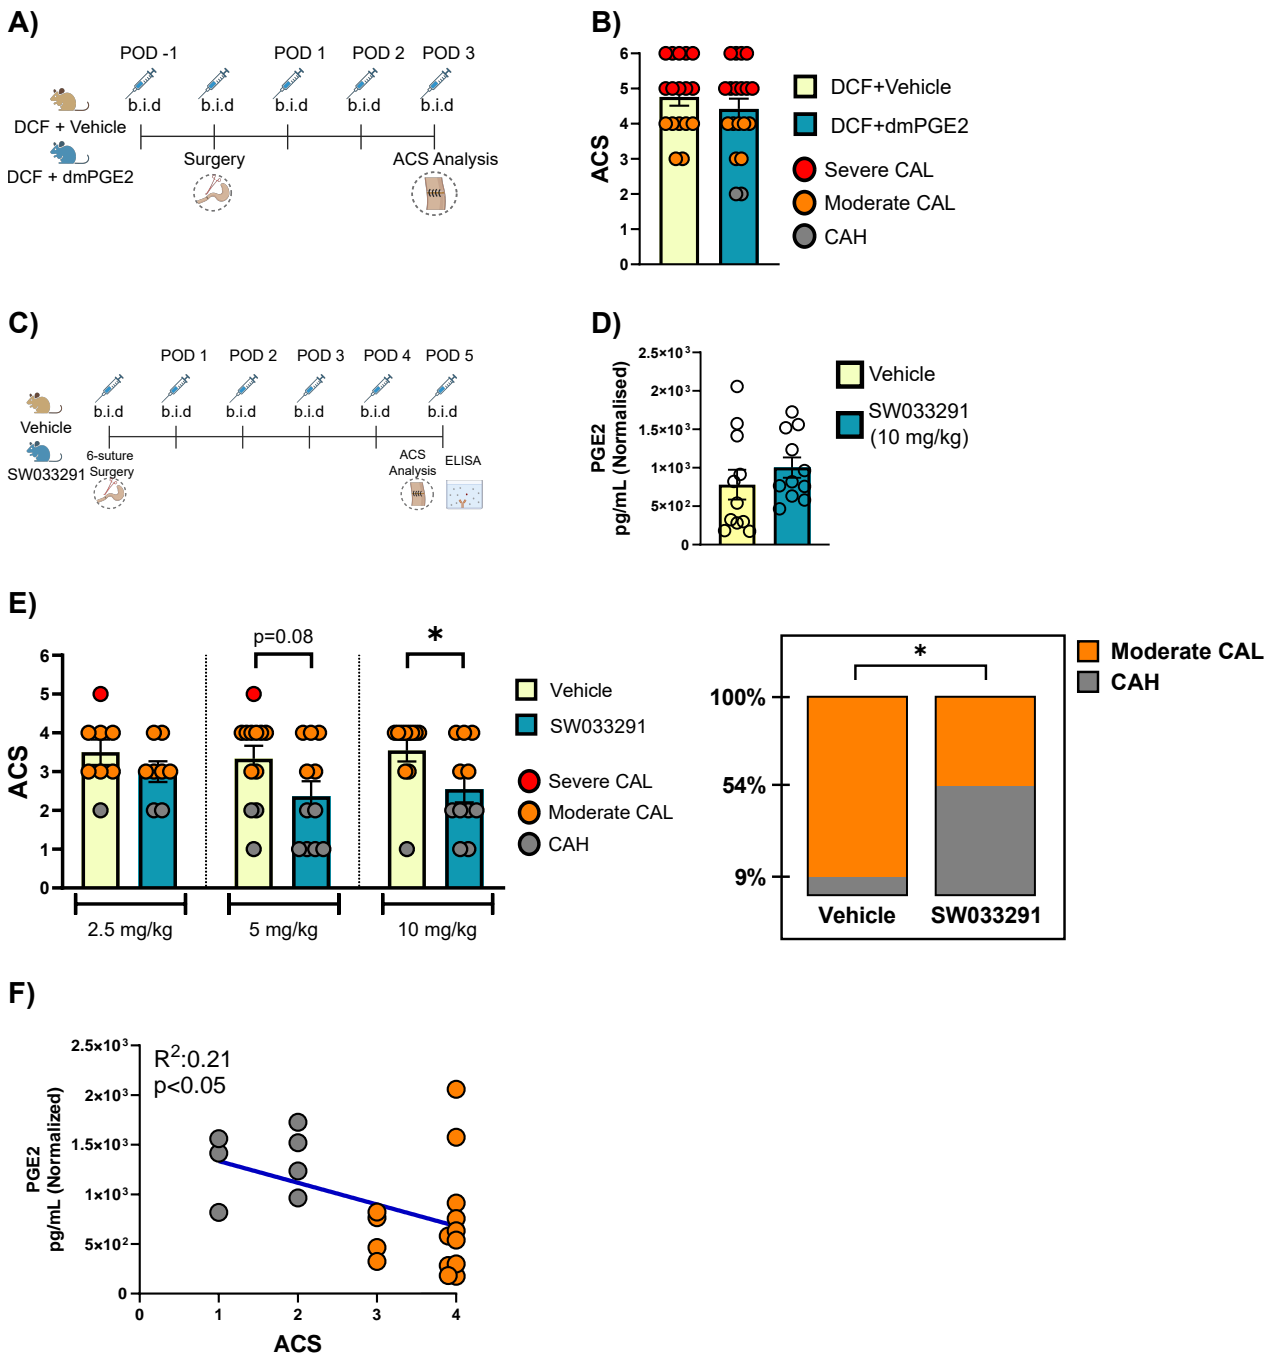 A)
POD -1
POD 1
POD 2
POD 3
b.i.d
b.i.d
b.i.d
b.i.d
b.i.d
DCF + Vehicle
DCF + dmPGE2
Surgery
ACS Analysis
B)
ACS
6
5
4
3
2
1
0
DCF+Vehicle
DCF+dmPGE2
Severe CAL
Moderate CAL
CAH
C)
POD 1
POD 2
POD 3
POD 4
POD 5
b.i.d
b.i.d
b.i.d
b.i.d
b.i.d
b.i.d
Vehicle
SW033291
6-suture
Surgery
ACS
Analysis
ELISA
D)
PGE2
pg/mL (Normalised)
2.5×10³
2×10³
1.5×10³
1×10³
5×10²
0
Vehicle
SW033291
(10 mg/kg)
E)
ACS
6
5
4
3
2
1
0
p=0.08
*
2.5 mg/kg
5 mg/kg
10 mg/kg
Vehicle
SW033291
Severe CAL
Moderate CAL
CAH
*
100%
54%
9%
Vehicle
SW033291
Moderate CAL
CAH
F)
PGE2
pg/mL (Normalized)
2.5×10³
2×10³
1.5×10³
1×10³
5×10²
0
R²:0.21
p<0.05
0
1
2
3
4
ACS